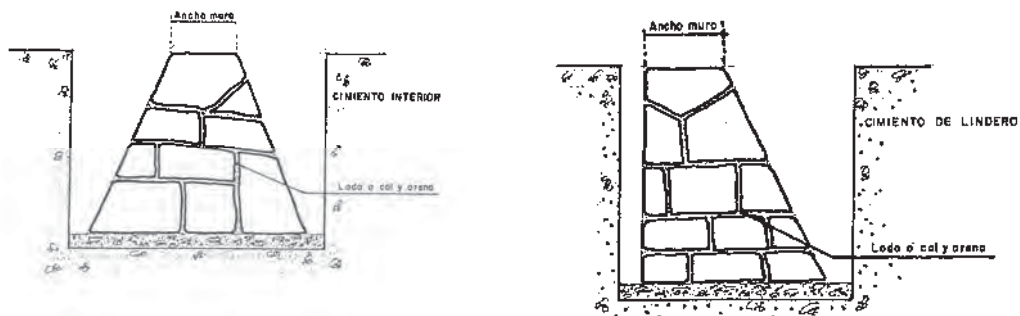 Ancho muro
CIMIENTO INTERIOR
Lodo o cal y arena
Ancho muro
CIMIENTO DE LINDERO
Lodo o cal y arena